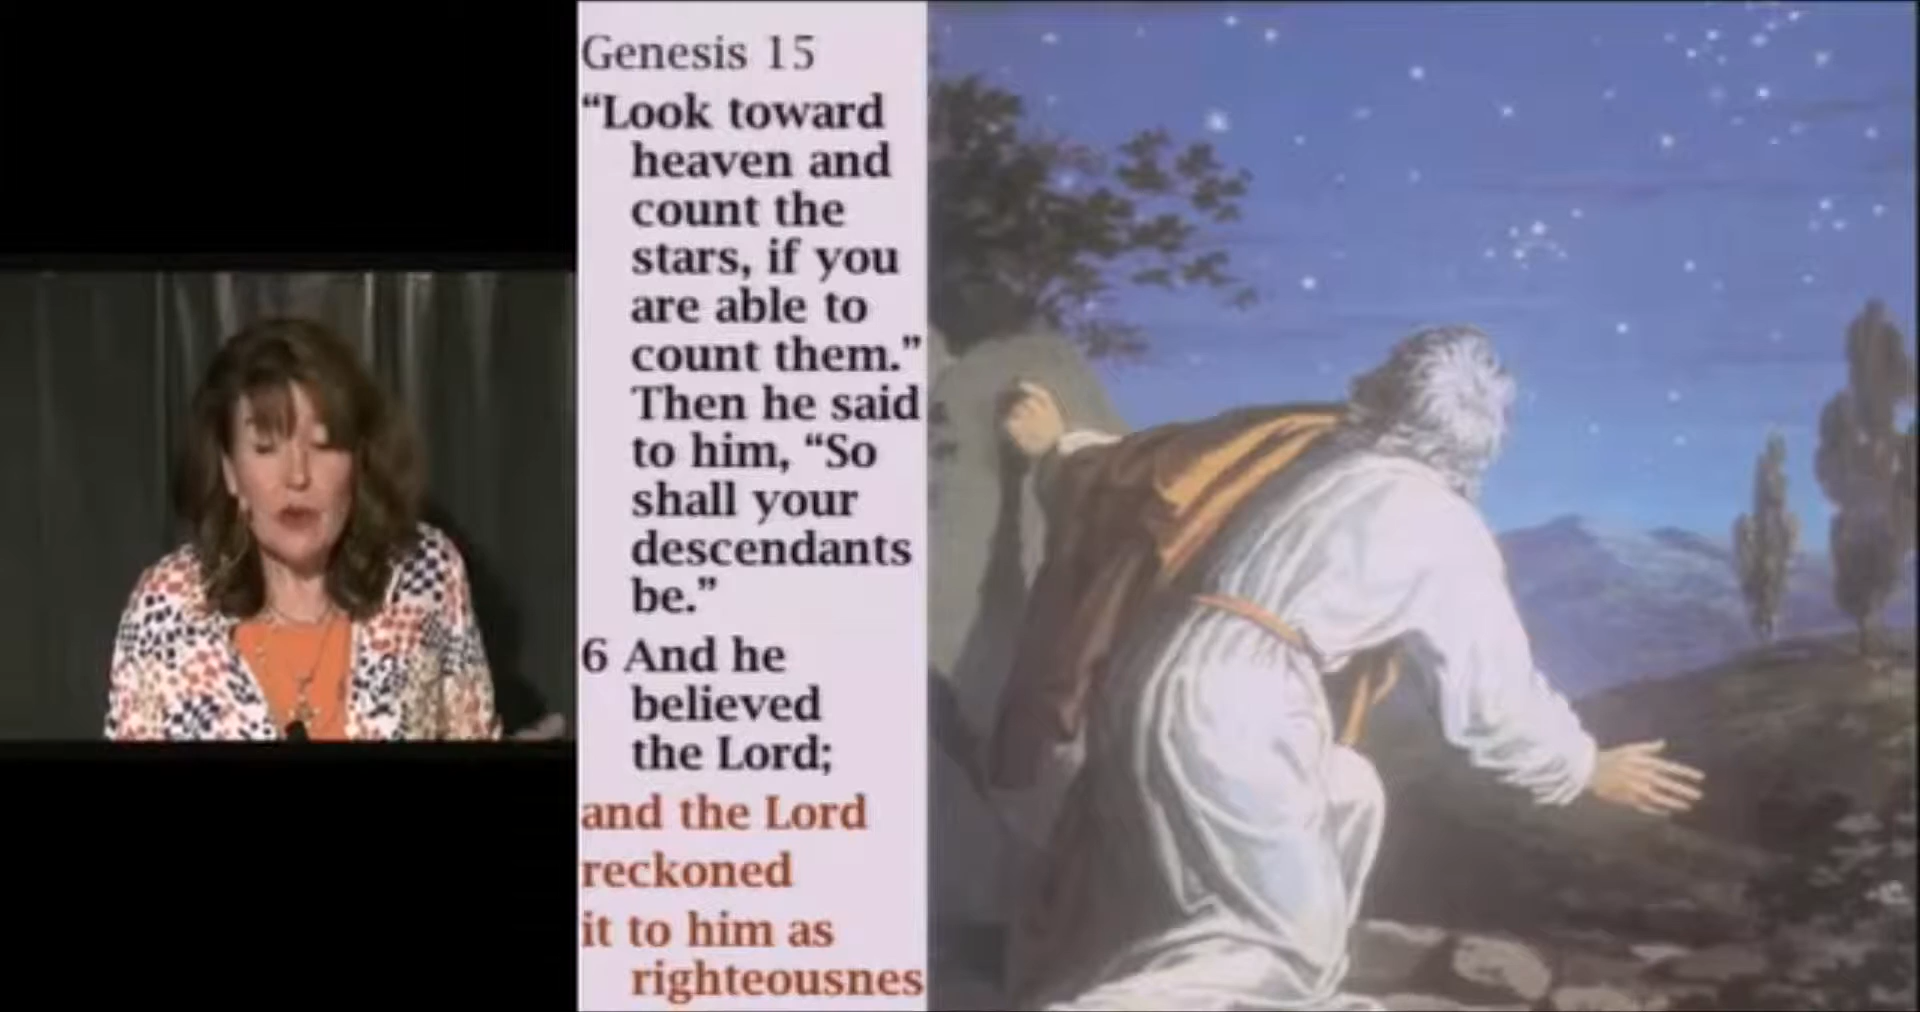 Genesis 15
“Look toward
heaven and
count the
stars, if you
are able to
count them.”
Then he said
to him, “So
shall your
descendants
be.”
6 And he
believed
the Lord;
and the Lord
reckoned
it to him as
righteousnes